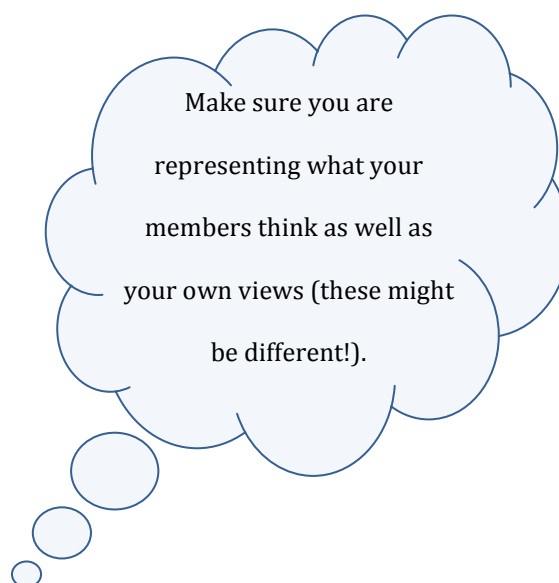 Make sure you are
representing what your
members think as well as
your own views (these might
be different!).